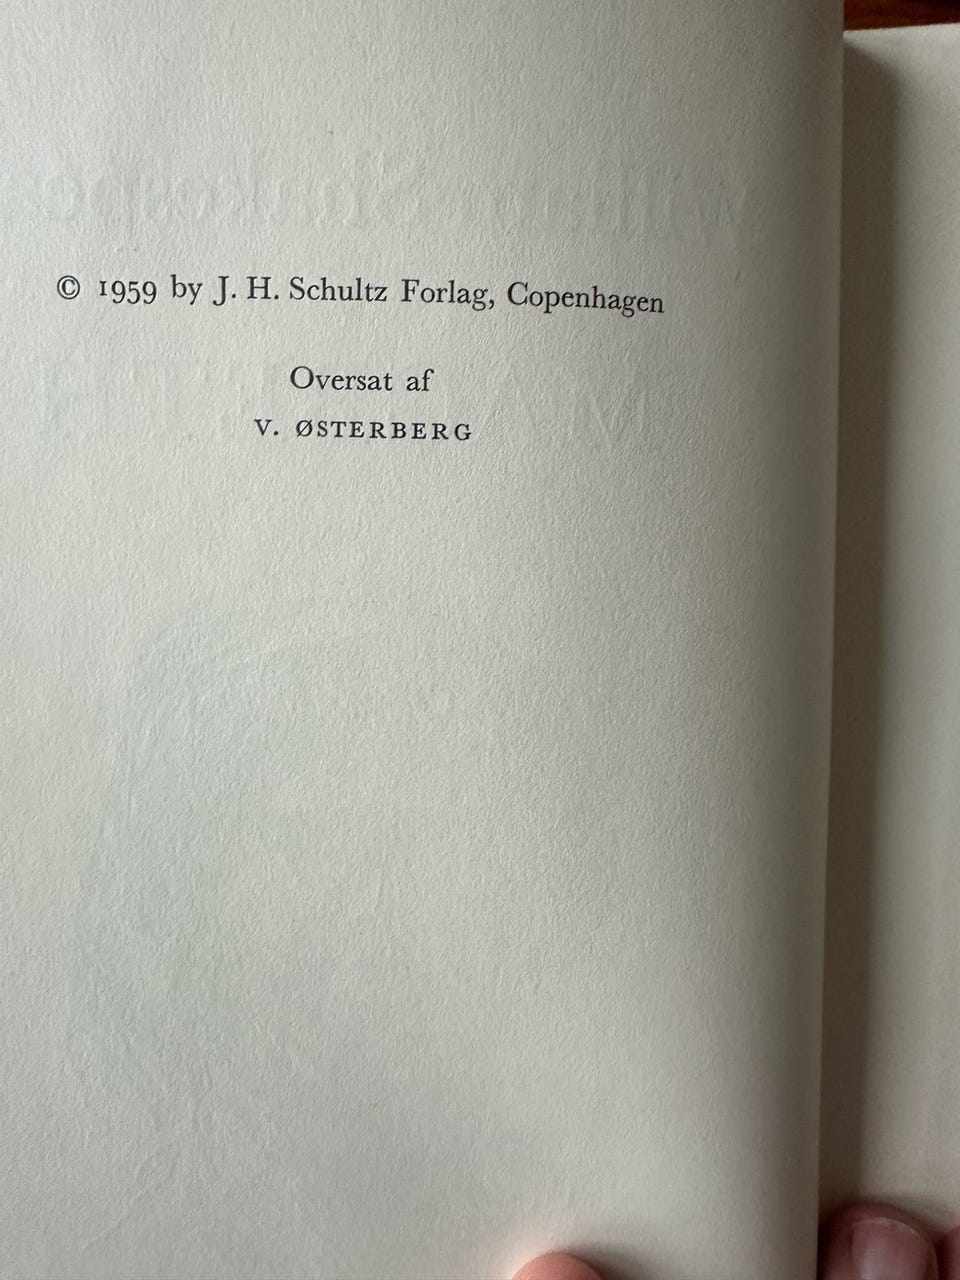 © 1959 by J. H. Schultz Forlag, Copenhagen
Oversat af
V. ØSTERBERG